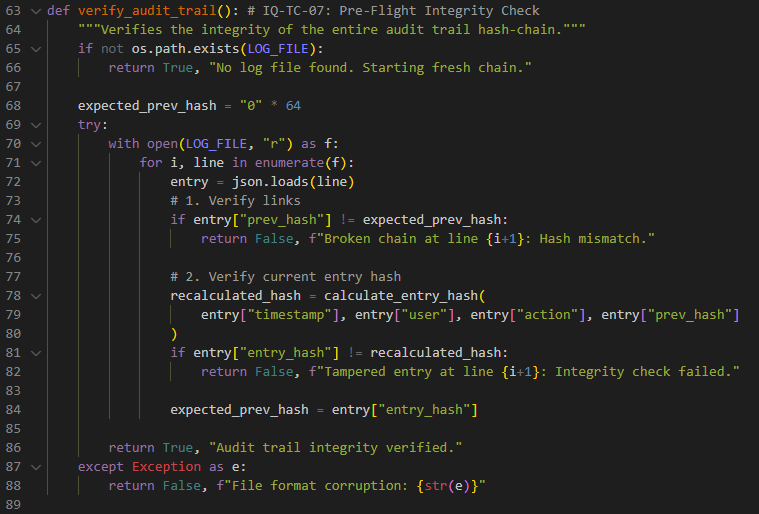 63 def verify_audit_trail(): # IQ-TC-07: Pre-Flight Integrity Check
64     """Verifies the integrity of the entire audit trail hash-chain."""
65     if not os.path.exists(LOG_FILE):
66         return True, "No log file found. Starting fresh chain."
67
68     expected_prev_hash = "0" * 64
69     try:
70         with open(LOG_FILE, "r") as f:
71             for i, line in enumerate(f):
72                 entry = json.loads(line)
73                 # 1. Verify links
74                 if entry["prev_hash"] != expected_prev_hash:
75                     return False, f"Broken chain at line {i+1}: Hash mismatch."
76
77                 # 2. Verify current entry hash
78                 recalculated_hash = calculate_entry_hash(
79                     entry["timestamp"], entry["user"], entry["action"], entry["prev_hash"]
80                 )
81                 if entry["entry_hash"] != recalculated_hash:
82                     return False, f"Tampered entry at line {i+1}: Integrity check failed."
83
84                 expected_prev_hash = entry["entry_hash"]
85
86         return True, "Audit trail integrity verified."
87     except Exception as e:
88         return False, f"File format corruption: {str(e)}"
89